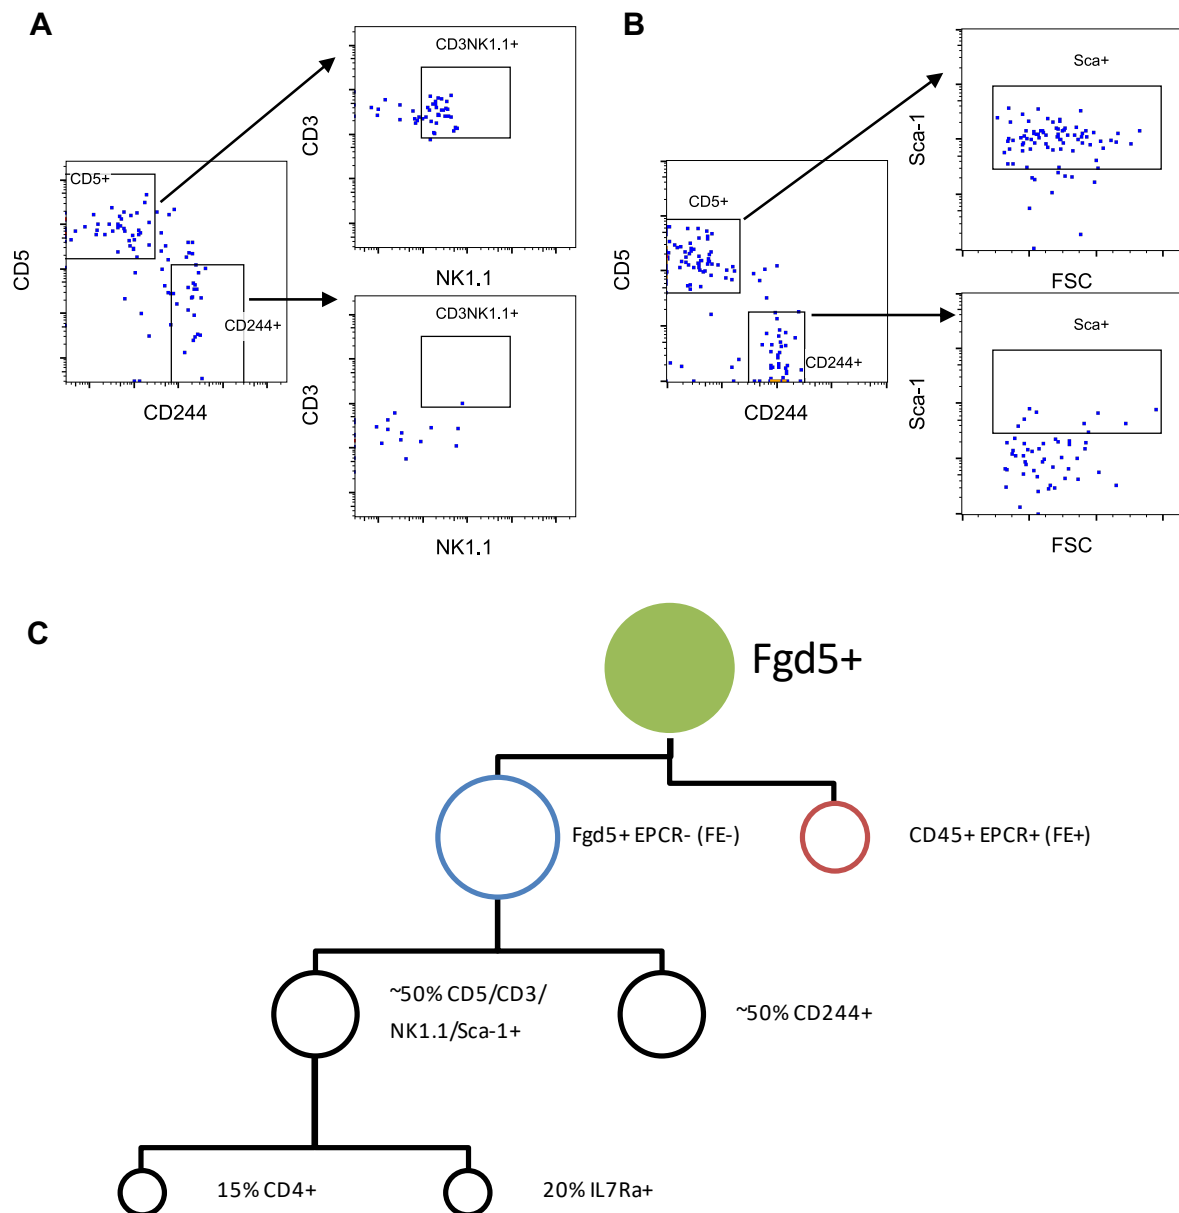 A
CD3NK1.1+
CD3
NK1.1
CD5+
CD244+
CD5
CD244
CD3NK1.1+
CD3
NK1.1
B
Sca+
Sca-1
FSC
CD5+
CD244+
CD5
CD244
Sca+
Sca-1
FSC
C
Fgd5+
Fgd5+ EPCR- (FE-)
CD45+ EPCR+ (FE+)
~50% CD5/CD3/
NK1.1/Sca-1+
~50% CD244+
15% CD4+
20% IL7Ra+